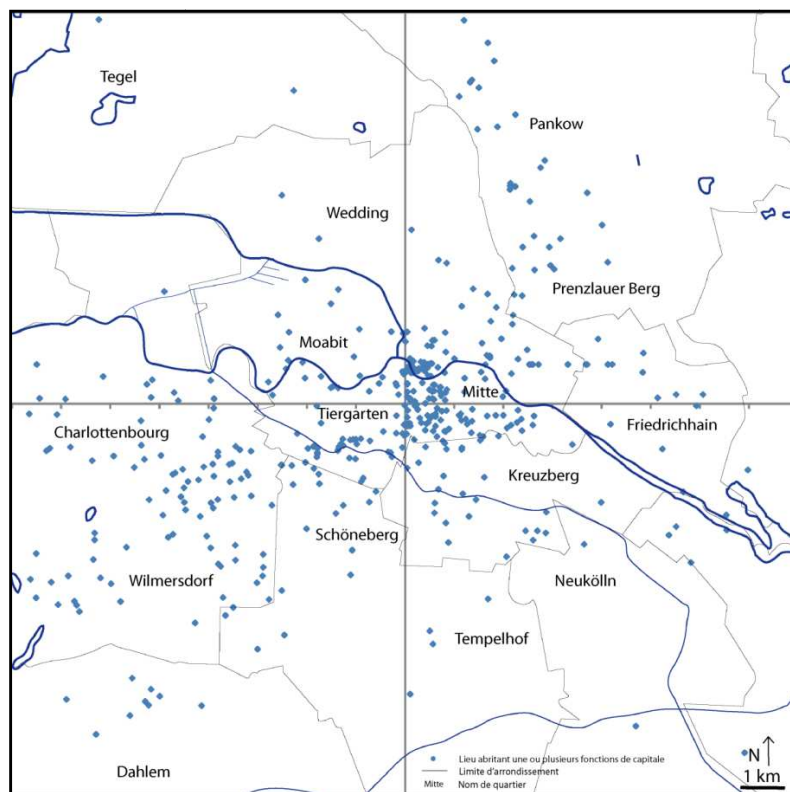 Tegel
Pankow
Wedding
Prenzlauer Berg
Moabit
Mitte
Tiergarten
Charlottenbourg
Friedrichhain
Kreuzberg
Schöneberg
Wilmersdorf
Neukölln
Tempelhof
Dahlem
Lieu abritant une ou plusieurs fonctions de capitale
Limite d'arrondissement
Mitte Nom de quartier
N
1 km